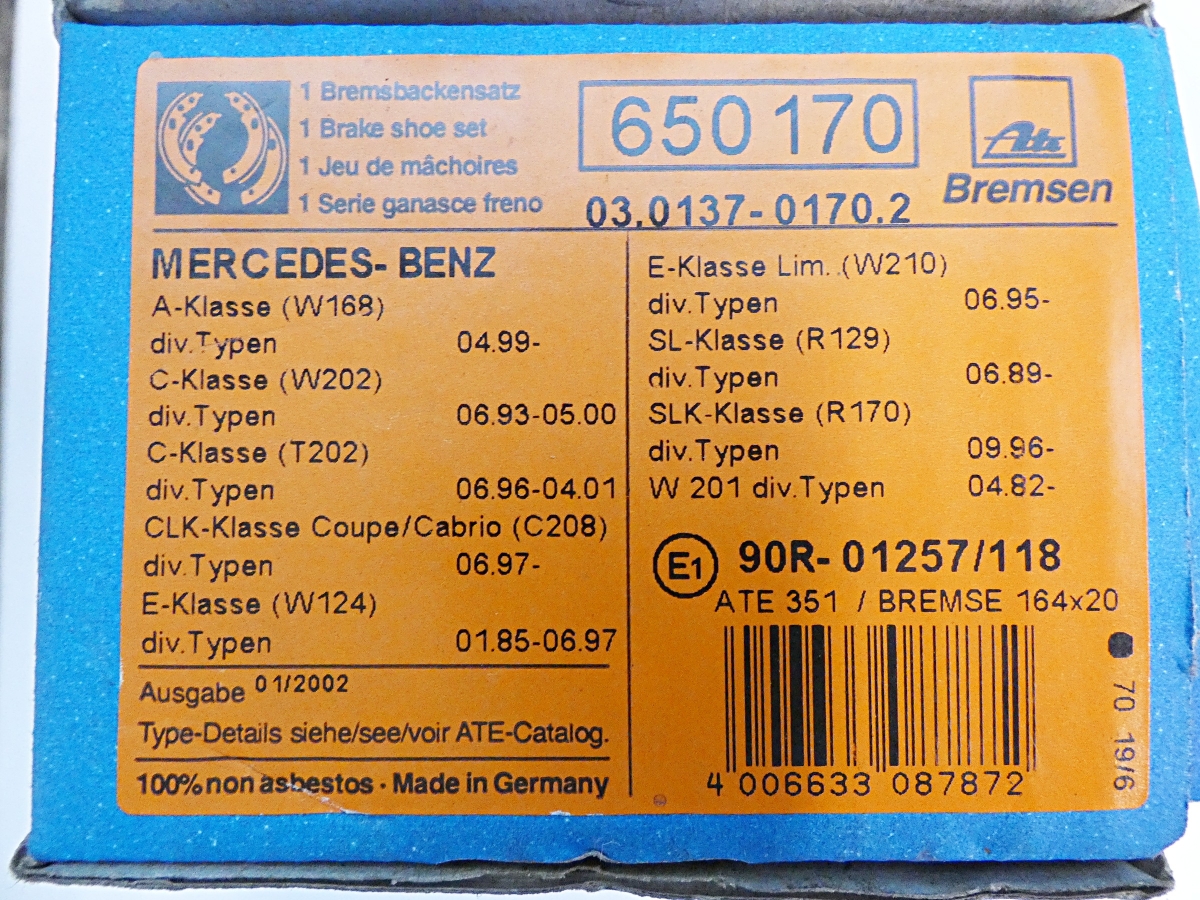 1 Bremsbackensatz
1 Brake shoe set
1 Jeu de mâchoires
1 Serie ganasce freno
650 170
03.0137-0170.2
Ate
Bremsen
MERCEDES-BENZ
A-Klasse (W168)
div.Typen 04.99-
C-Klasse (W202)
div.Typen 06.93-05.00
C-Klasse (T202)
div.Typen 06.96-04.01
CLK-Klasse Coupe/Cabrio (C208)
div.Typen 06.97-
E-Klasse (W124)
div.Typen 01.85-06.97
Ausgabe 01/2002
Type-Details siehe/see/voir ATE-Catalog.
100% non asbestos · Made in Germany
E-Klasse Lim. (W210)
div.Typen 06.95-
SL-Klasse (R129)
div.Typen 06.89-
SLK-Klasse (R170)
div.Typen 09.96-
W 201 div.Typen 04.82-
E1 90R-01257/118
ATE 351 / BREMSE 164x20
4 006633 087872
70 19/6